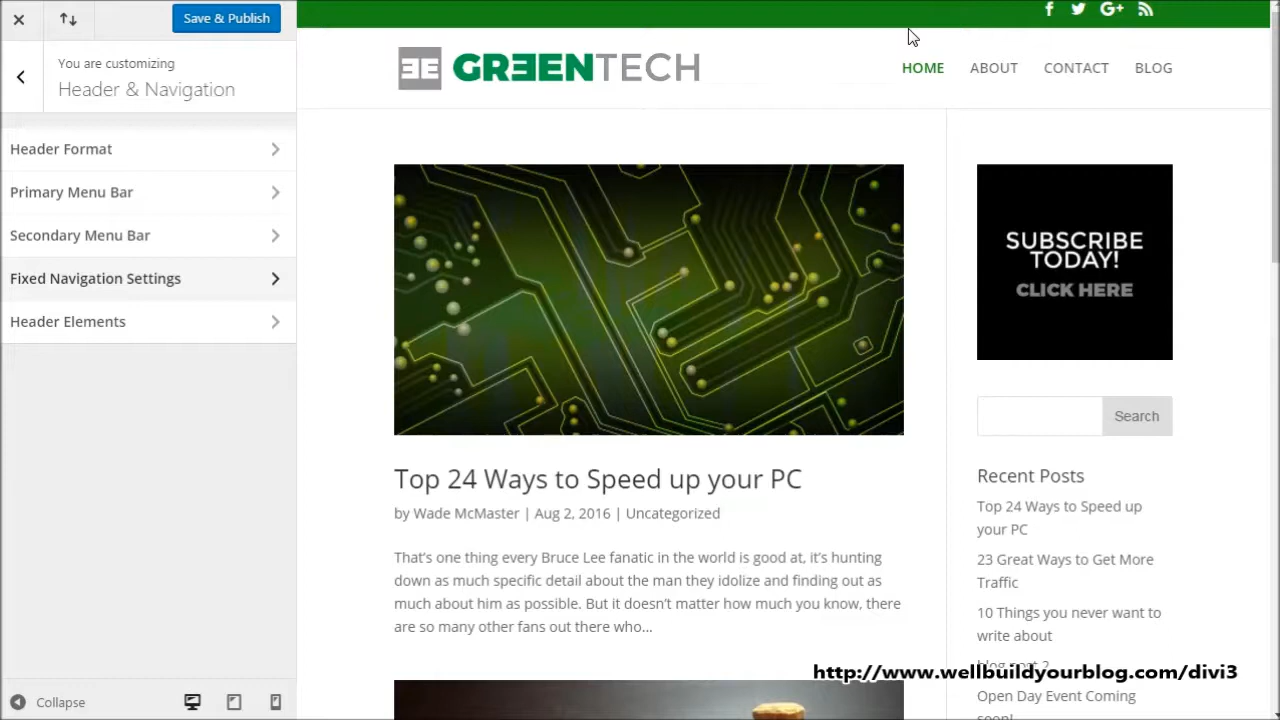 Save & Publish
You are customizing
Header & Navigation
Header Format
Primary Menu Bar
Secondary Menu Bar
Fixed Navigation Settings
Header Elements
Collapse
GREENTECH
HOME
ABOUT
CONTACT
BLOG
Top 24 Ways to Speed up your PC
by Wade McMaster | Aug 2, 2016 | Uncategorized
That's one thing every Bruce Lee fanatic in the world is good at, it's hunting
down as much specific detail about the man they idolize and finding out as
much about him as possible. But it doesn't matter how much you know, there
are so many other fans out there who...
SUBSCRIBE
TODAY!
CLICK HERE
Search
Recent Posts
Top 24 Ways to Speed up
your PC
23 Great Ways to Get More
Traffic
10 Things you never want to
write about
blog post 2
Open Day Event Coming
soon!
http://www.wellbuildyourblog.com/divi3